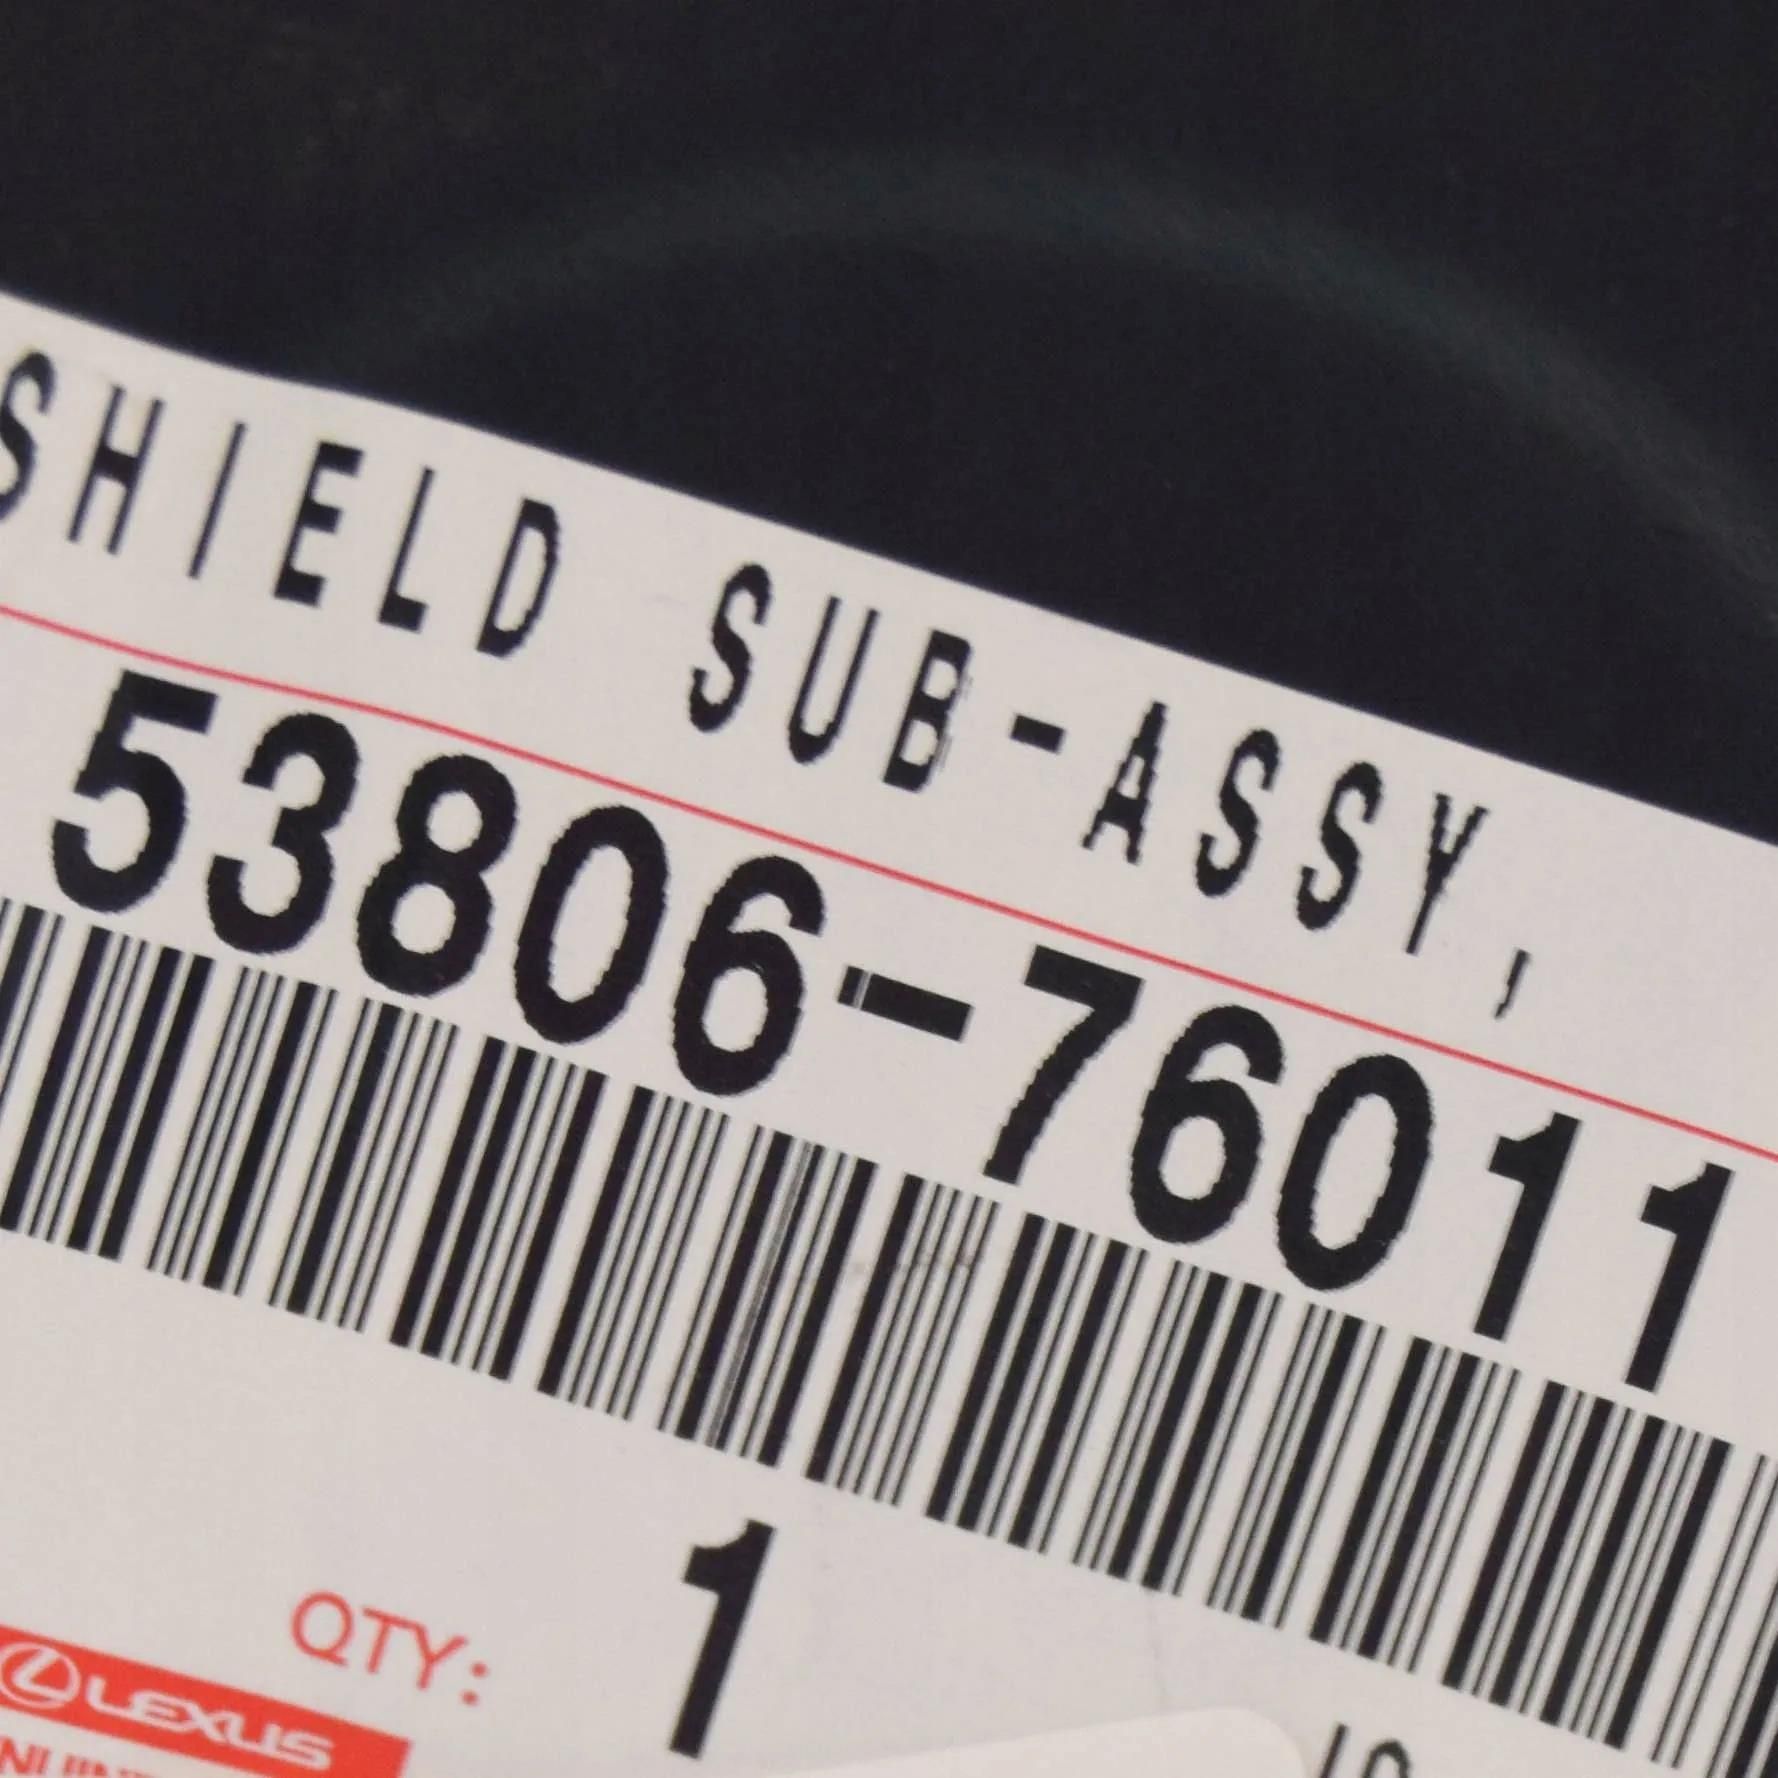 SHIELD SUB-ASSY,
53806-76011
QTY: 1
LEXUS